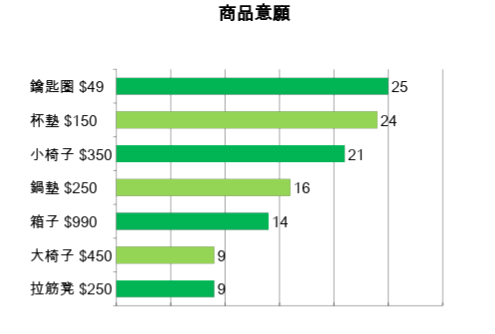 商品意願
鑰匙圈 $49 25
杯墊 $150 24
小椅子 $350 21
鍋墊 $250 16
箱子 $990 14
大椅子 $450 9
拉筋凳 $250 9